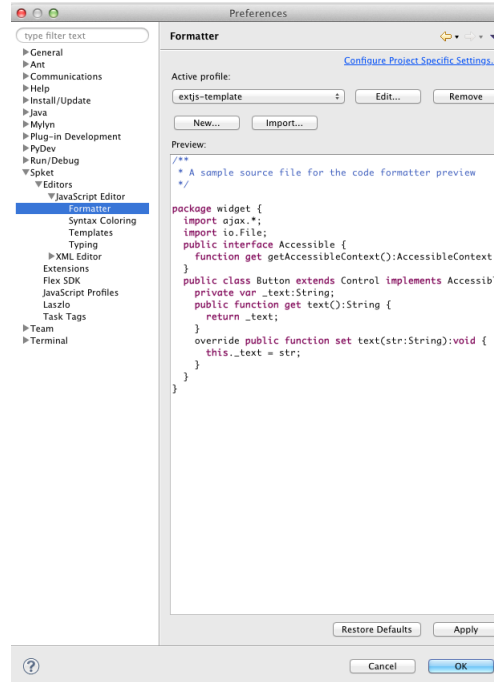 Preferences
type filter text
General
Ant
Communications
Help
Install/Update
Java
Mylyn
Plug-in Development
PyDev
Run/Debug
Spket
Editors
JavaScript Editor
Formatter
Syntax Coloring
Templates
Typing
XML Editor
Extensions
Flex SDK
JavaScript Profiles
Laszlo
Task Tags
Team
Terminal
Formatter
Configure Project Specific Settings..
Active profile:
extjs-template
Edit...
Remove
New...
Import...
Preview:
/**
 * A sample source file for the code formatter preview
 */
package widget {
  import ajax.*;
  import io.File;
  public interface Accessible {
    function get getAccessibleContext():AccessibleContext
  }
  public class Button extends Control implements Accessibl
    private var _text:String;
    public function get text():String {
      return _text;
    }
    override public function set text(str:String):void {
      this._text = str;
    }
  }
}
Restore Defaults
Apply
?
Cancel
OK